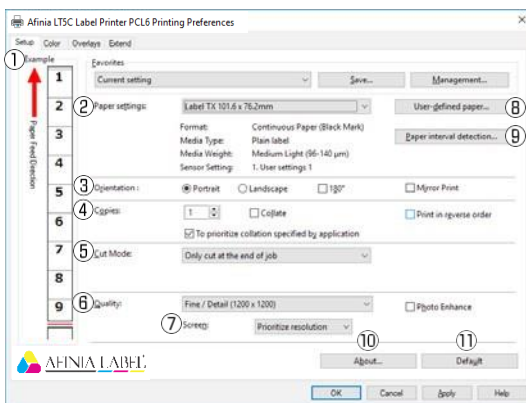 Afinia LT5C Label Printer PCL6 Printing Preferences
Setup Color Overlays Extend
① Example
Favorites
Current setting Save... Management...
② Paper settings: Label TX 101.6 x 76.2mm User-defined paper... ⑧
Format: Continuous Paper (Black Mark) Paper interval detection... ⑨
Media Type: Plain label
Media Weight: Medium Light (96-140 μm)
Sensor Setting: 1. User settings 1
③ Orientation : Portrait Landscape 180° Mirror Print
④ Copies: 1 Collate Print in reverse order
To prioritize collation specified by application
⑤ Cut Mode: Only cut at the end of job
⑥ Quality: Fine / Detail (1200 x 1200) Photo Enhance
⑦ Screen: Prioritize resolution
Paper Feed Direction
1
2
3
4
5
6
7
8
9
AFINIA LABEL
⑩ ⑪
About... Default
OK Cancel Apply Help